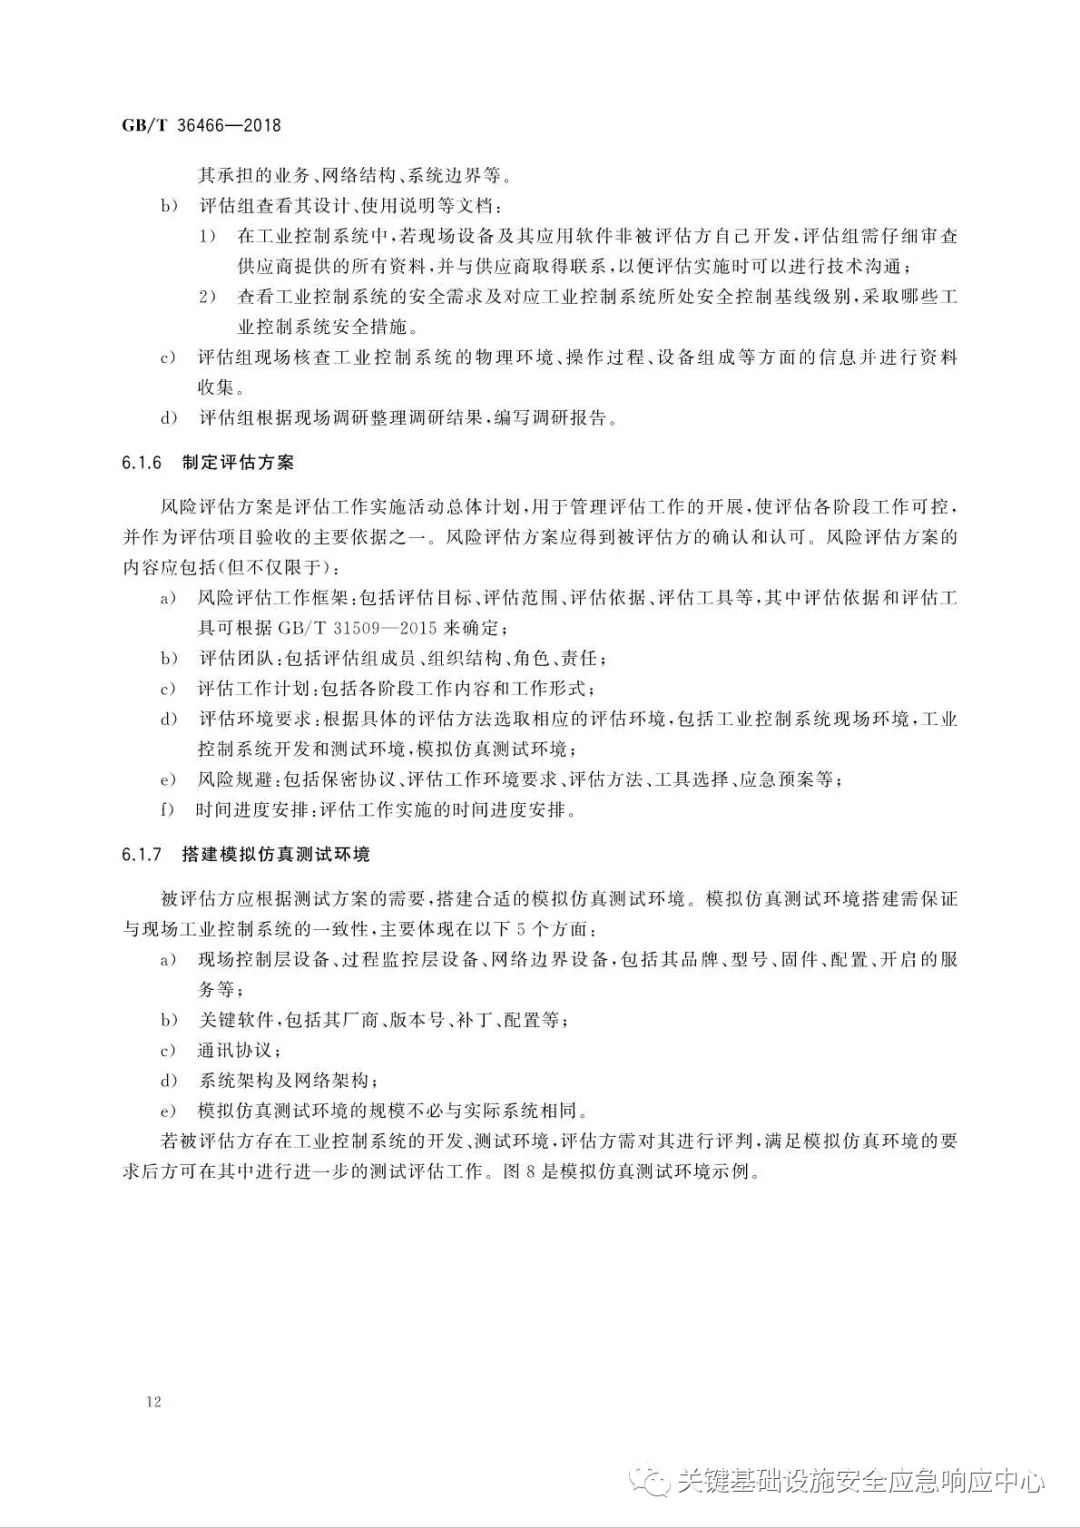 GB/T 36466—2018
其承担的业务、网络结构、系统边界等。
b) 评估组查看其设计、使用说明等文档:
1) 在工业控制系统中,若现场设备及其应用软件非被评估方自己开发,评估组需仔细审查
供应商提供的所有资料,并与供应商取得联系,以便评估实施时可以进行技术沟通;
2) 查看工业控制系统的安全需求及对应工业控制系统所处安全控制基线级别,采取哪些工
业控制系统安全措施。
c) 评估组现场核查工业控制系统的物理环境、操作过程、设备组成等方面的信息并进行资料
收集。
d) 评估组根据现场调研整理调研结果,编写调研报告。
6.1.6 制定评估方案
风险评估方案是评估工作实施活动总体计划,用于管理评估工作的开展,使评估各阶段工作可控,
并作为评估项目验收的主要依据之一。风险评估方案应得到被评估方的确认和认可。风险评估方案的
内容应包括(但不仅限于):
a) 风险评估工作框架:包括评估目标、评估范围、评估依据、评估工具等,其中评估依据和评估工
具可根据 GB/T 31509—2015 来确定;
b) 评估团队:包括评估组成员、组织结构、角色、责任;
c) 评估工作计划:包括各阶段工作内容和工作形式;
d) 评估环境要求:根据具体的评估方法选取相应的评估环境,包括工业控制系统现场环境,工业
控制系统开发和测试环境,模拟仿真测试环境;
e) 风险规避:包括保密协议、评估工作环境要求、评估方法、工具选择、应急预案等;
f) 时间进度安排:评估工作实施的时间进度安排。
6.1.7 搭建模拟仿真测试环境
被评估方应根据测试方案的需要,搭建合适的模拟仿真测试环境。模拟仿真测试环境搭建需保证
与现场工业控制系统的一致性,主要体现在以下 5 个方面:
a) 现场控制层设备、过程监控层设备、网络边界设备,包括其品牌、型号、固件、配置、开启的服
务等;
b) 关键软件,包括其厂商、版本号、补丁、配置等;
c) 通讯协议;
d) 系统架构及网络架构;
e) 模拟仿真测试环境的规模不必与实际系统相同。
若被评估方存在工业控制系统的开发、测试环境,评估方需对其进行评判,满足模拟仿真环境的要
求后方可在其中进行进一步的测试评估工作。图 8 是模拟仿真测试环境示例。
12
关键基础设施安全应急响应中心